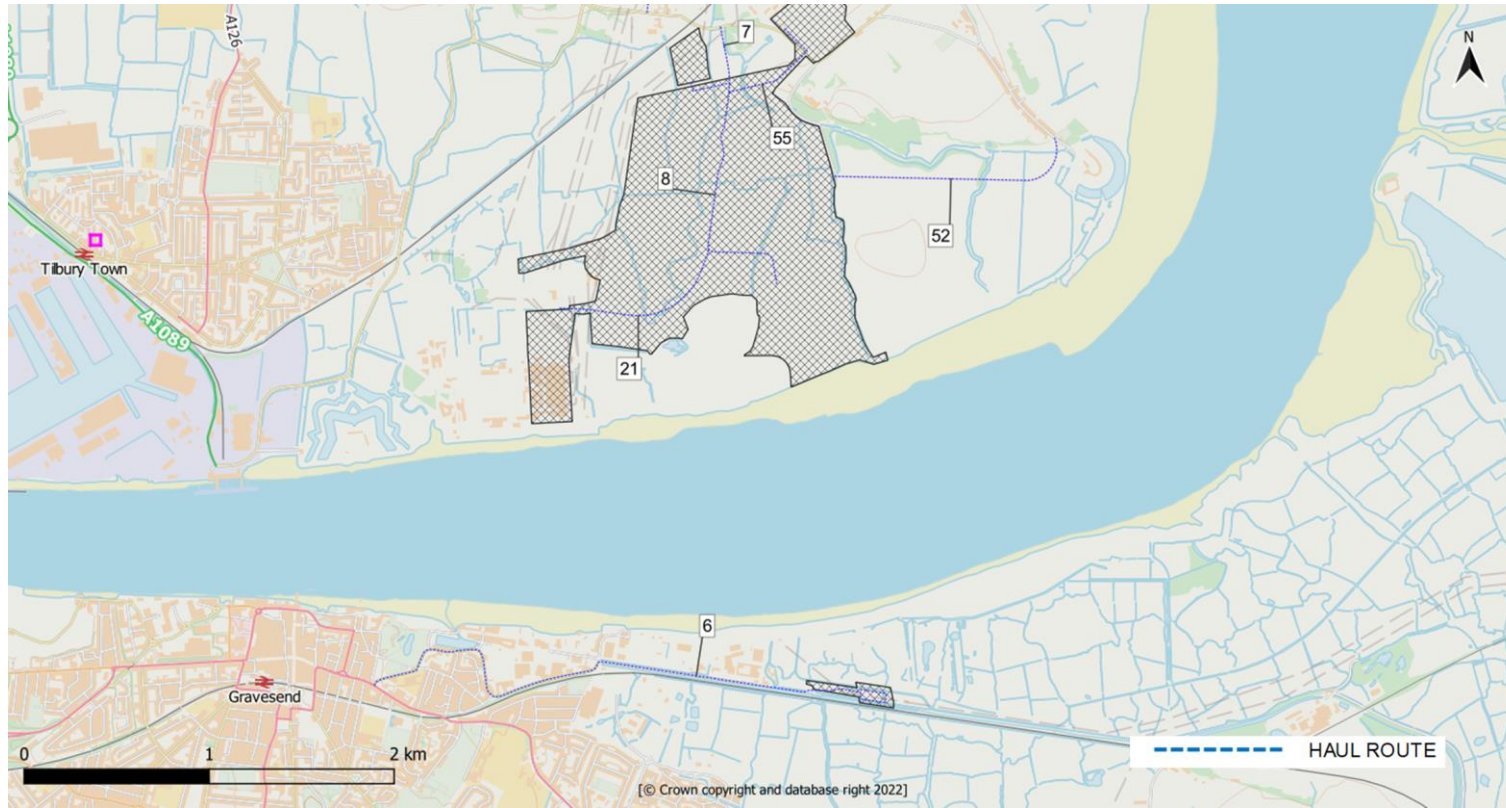 A126
7
N
55
8
52
Tilbury Town
A1089
21
6
Gravesend
0 1 2 km
HAUL ROUTE
[© Crown copyright and database right 2022]